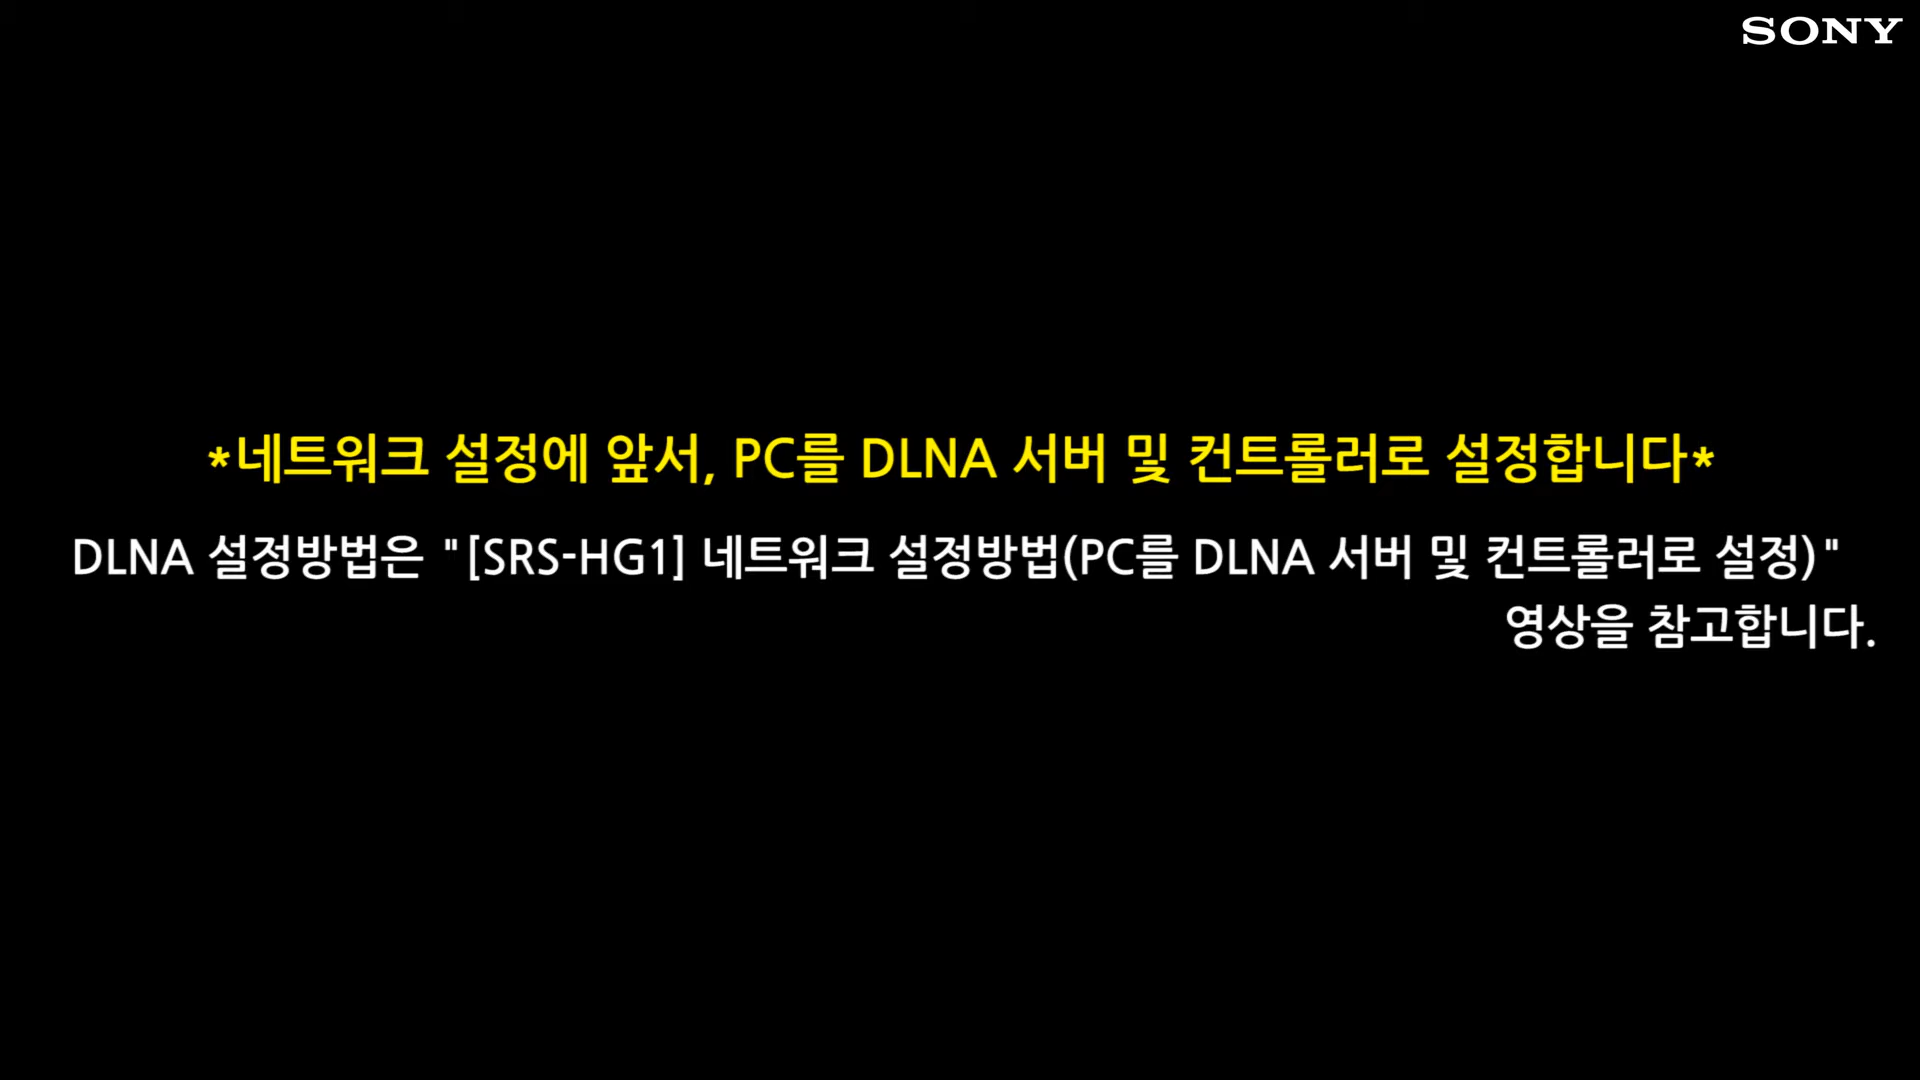 SONY
*네트워크 설정에 앞서, PC를 DLNA 서버 및 컨트롤러로 설정합니다*
DLNA 설정방법은 "[SRS-HG1] 네트워크 설정방법(PC를 DLNA 서버 및 컨트롤러로 설정)"
영상을 참고합니다.